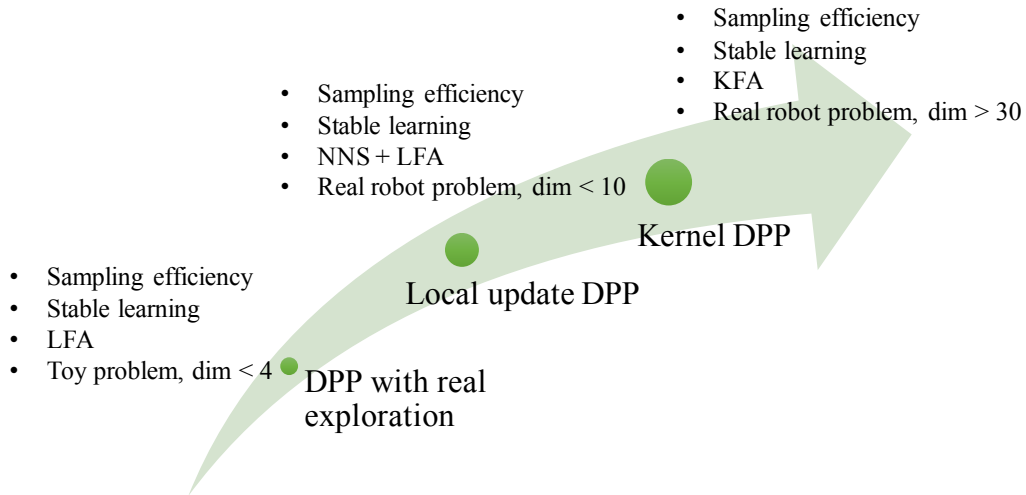 • Sampling efficiency
• Stable learning
• KFA
• Real robot problem, dim > 30
Kernel DPP
• Sampling efficiency
• Stable learning
• NNS + LFA
• Real robot problem, dim < 10
Local update DPP
• Sampling efficiency
• Stable learning
• LFA
• Toy problem, dim < 4
DPP with real
exploration